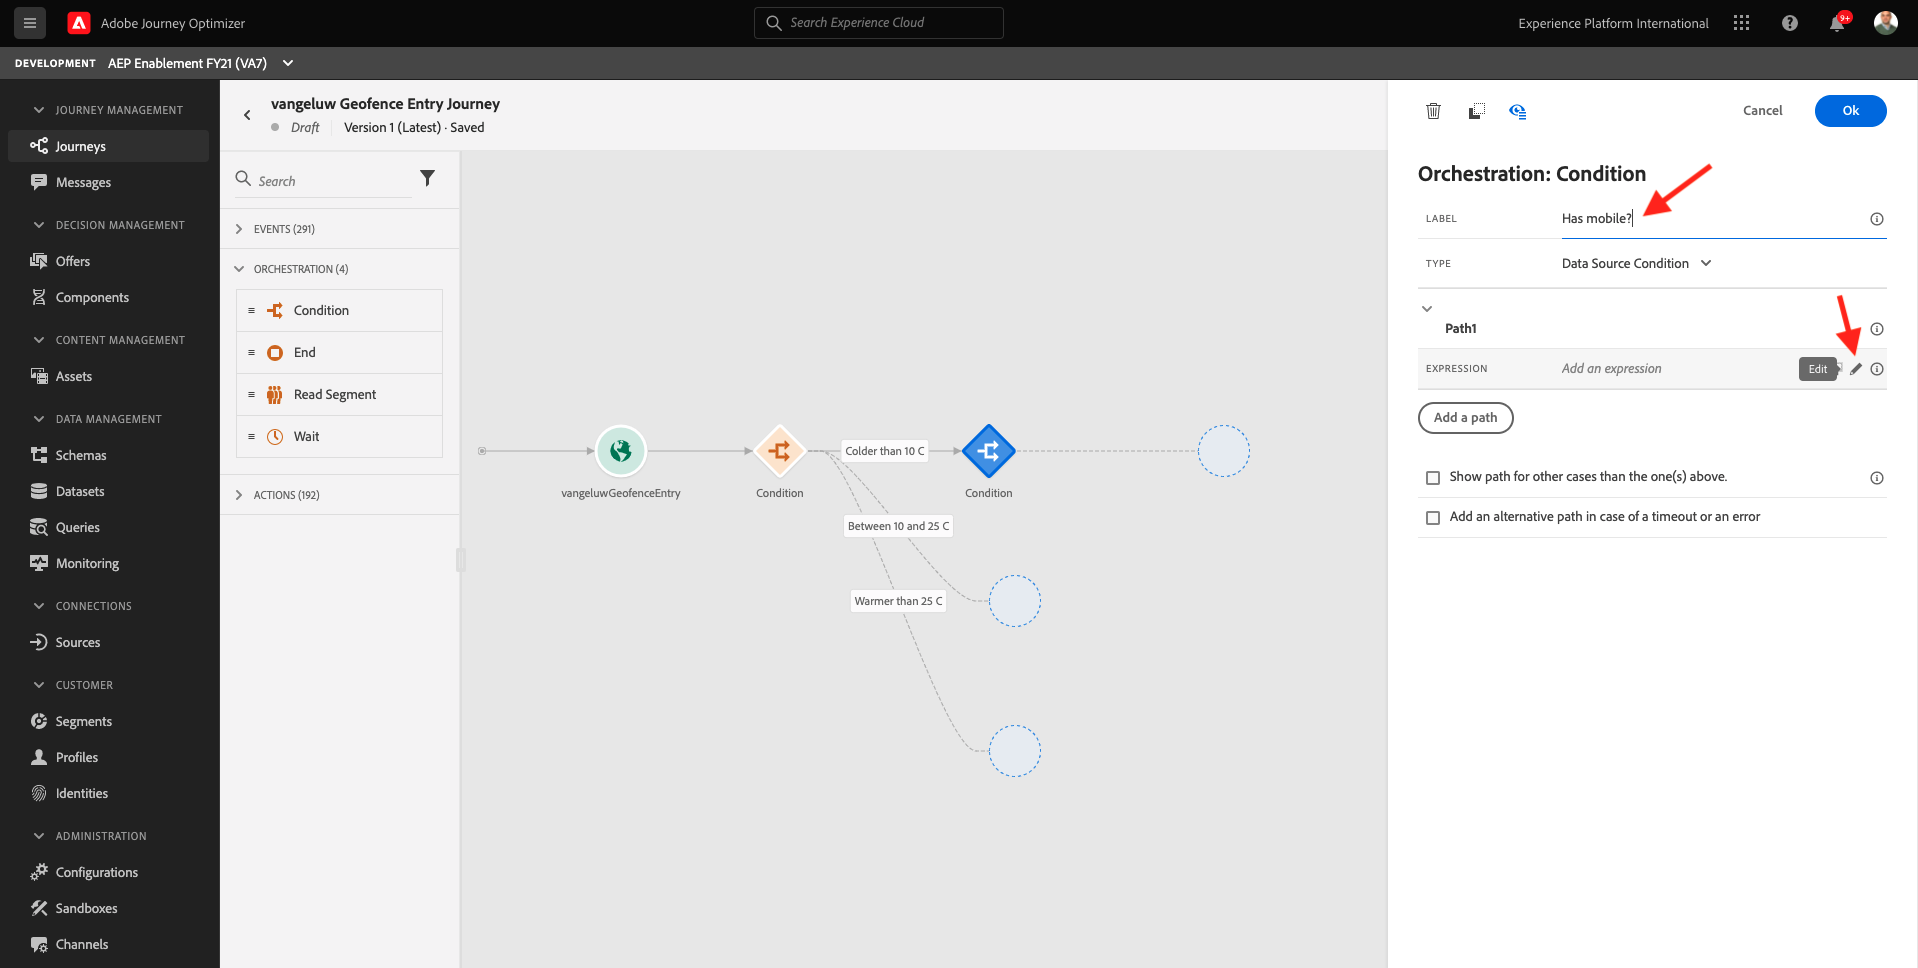 Adobe Journey Optimizer
Search Experience Cloud
Experience Platform International
9+
DEVELOPMENT AEP Enablement FY21 (VA7)
JOURNEY MANAGEMENT
Journeys
Messages
DECISION MANAGEMENT
Offers
Components
CONTENT MANAGEMENT
Assets
DATA MANAGEMENT
Schemas
Datasets
Queries
Monitoring
CONNECTIONS
Sources
CUSTOMER
Segments
Profiles
Identities
ADMINISTRATION
Configurations
Sandboxes
Channels
vangeluw Geofence Entry Journey
Draft Version 1 (Latest) · Saved
Search
EVENTS (291)
ORCHESTRATION (4)
Condition
End
Read Segment
Wait
ACTIONS (192)
vangeluwGeofenceEntry
Condition
Colder than 10 C
Condition
Between 10 and 25 C
Warmer than 25 C
Cancel
Ok
Orchestration: Condition
LABEL Has mobile?
TYPE Data Source Condition
Path1
EXPRESSION Add an expression Edit
Add a path
Show path for other cases than the one(s) above.
Add an alternative path in case of a timeout or an error